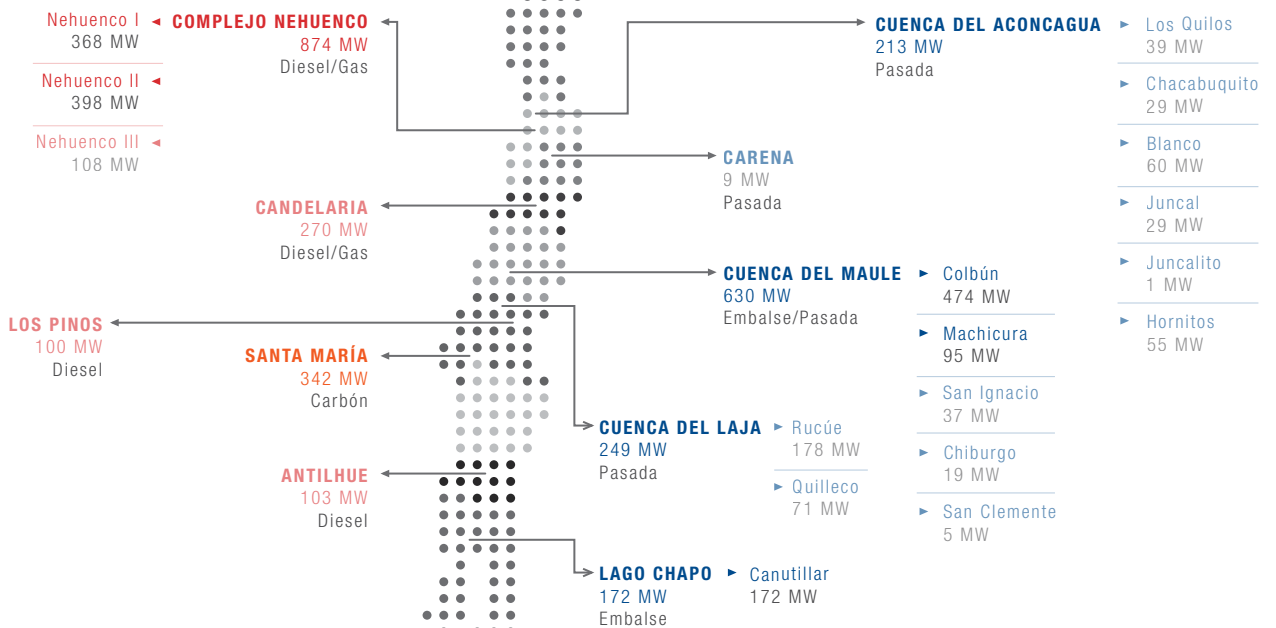 Nehuenco I
368 MW
Nehuenco II
398 MW
Nehuenco III
108 MW
COMPLEJO NEHUENCO
874 MW
Diesel/Gas
CANDELARIA
270 MW
Diesel/Gas
LOS PINOS
100 MW
Diesel
SANTA MARÍA
342 MW
Carbón
ANTILHUE
103 MW
Diesel
CUENCA DEL ACONCAGUA
213 MW
Pasada
Los Quilos
39 MW
Chacabuquito
29 MW
Blanco
60 MW
Juncal
29 MW
Juncalito
1 MW
Hornitos
55 MW
CARENA
9 MW
Pasada
CUENCA DEL MAULE
630 MW
Embalse/Pasada
Colbún
474 MW
Machicura
95 MW
San Ignacio
37 MW
Chiburgo
19 MW
San Clemente
5 MW
CUENCA DEL LAJA
249 MW
Pasada
Rucúe
178 MW
Quilleco
71 MW
LAGO CHAPO
172 MW
Embalse
Canutillar
172 MW